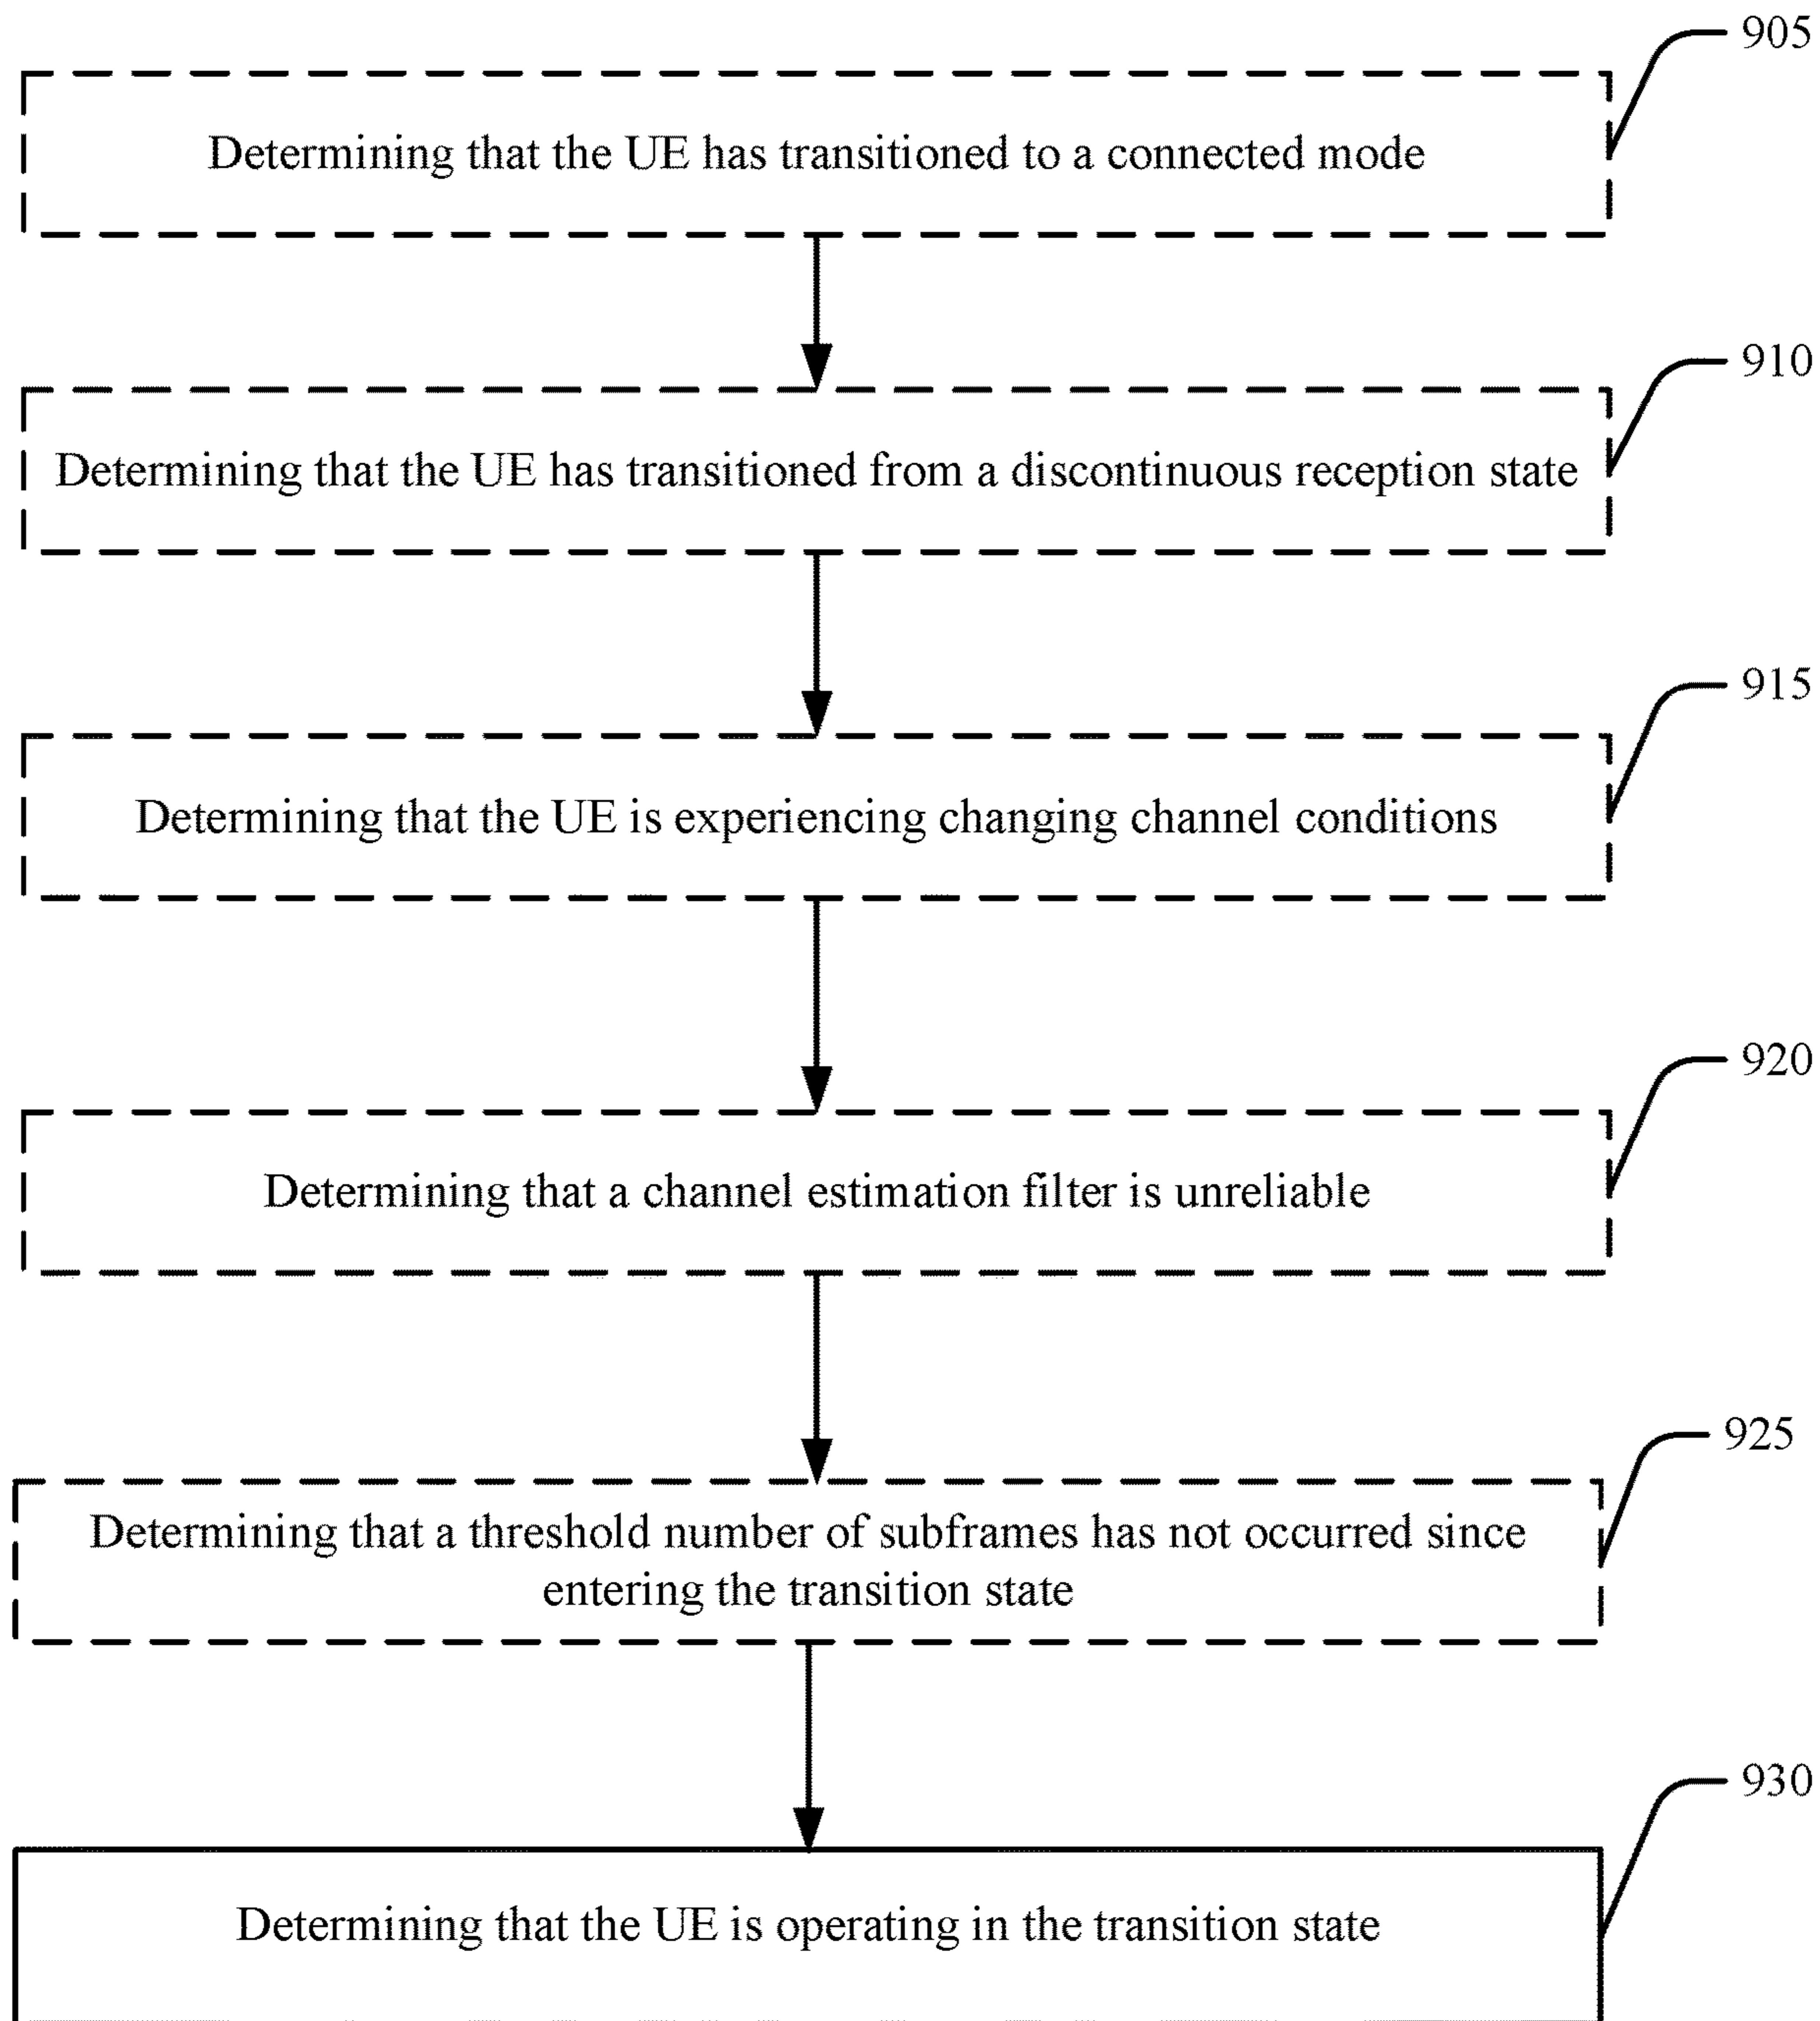 905
Determining that the UE has transitioned to a connected mode
910
Determining that the UE has transitioned from a discontinuous reception state
915
Determining that the UE is experiencing changing channel conditions
920
Determining that a channel estimation filter is unreliable
925
Determining that a threshold number of subframes has not occurred since
entering the transition state
930
Determining that the UE is operating in the transition state